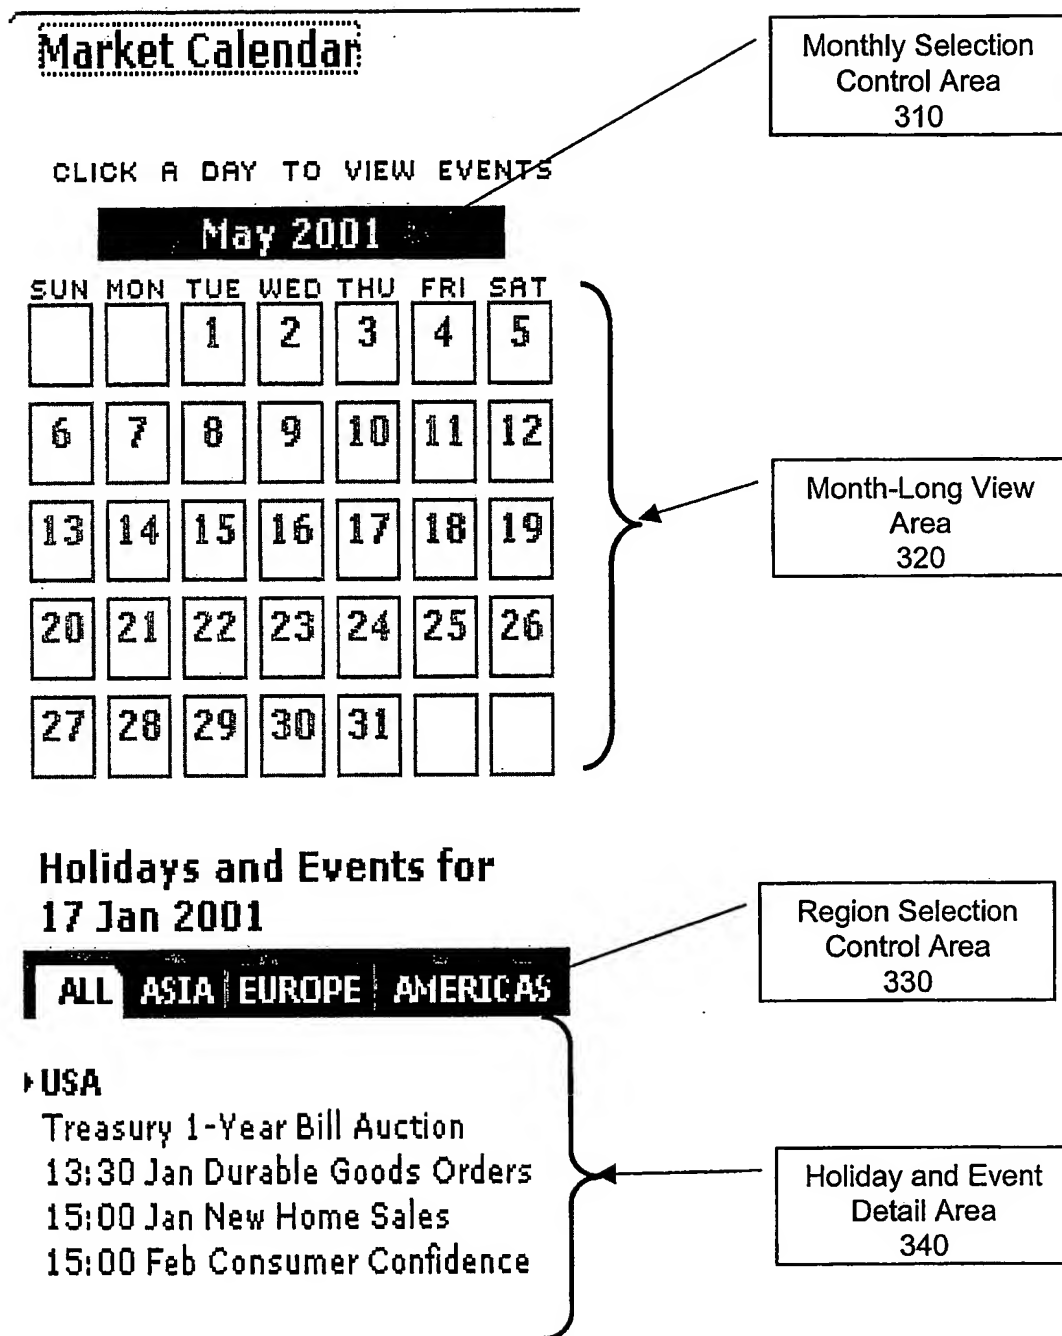 Market Calendar
Monthly Selection
Control Area
310
CLICK A DAY TO VIEW EVENTS
May 2001
SUN MON TUE WED THU FRI SAT
1 2 3 4 5
6 7 8 9 10 11 12
13 14 15 16 17 18 19
20 21 22 23 24 25 26
27 28 29 30 31
Month-Long View
Area
320
Holidays and Events for
17 Jan 2001
Region Selection
Control Area
330
ALL ASIA EUROPE AMERICAS
USA
Treasury 1-Year Bill Auction
13:30 Jan Durable Goods Orders
15:00 Jan New Home Sales
15:00 Feb Consumer Confidence
Holiday and Event
Detail Area
340